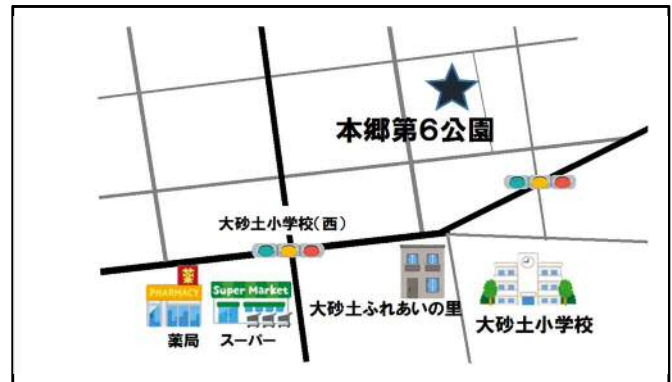 本郷第6公園
大砂土小学校(西)
薬
PHARMACY
Super Market
大砂土ふれあいの里
大砂土小学校
薬局
スーパー